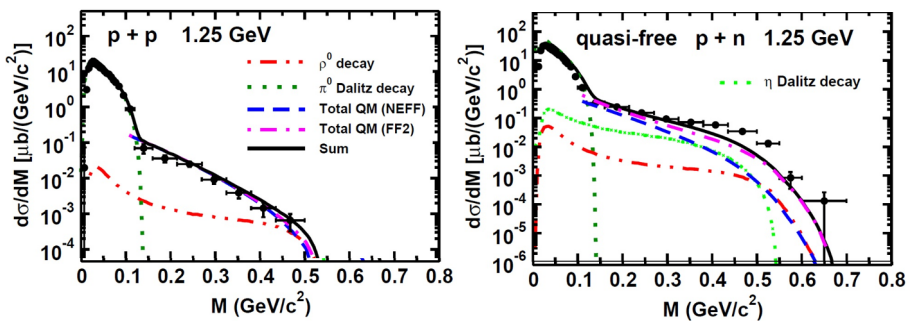 p + p 1.25 GeV
dσ/dM [μb/(GeV/c²)]
10²
10¹
10⁰
10⁻¹
10⁻²
10⁻³
10⁻⁴
ρ⁰ decay
π⁰ Dalitz decay
Total QM (NEFF)
Total QM (FF2)
Sum
0 0.1 0.2 0.3 0.4 0.5 0.6 0.7 0.8
M (GeV/c²)
quasi-free p + n 1.25 GeV
dσ/dM [μb/(GeV/c²)]
10²
10¹
10⁰
10⁻¹
10⁻²
10⁻³
10⁻⁴
10⁻⁵
10⁻⁶
η Dalitz decay
0 0.1 0.2 0.3 0.4 0.5 0.6 0.7 0.8
M (GeV/c²)